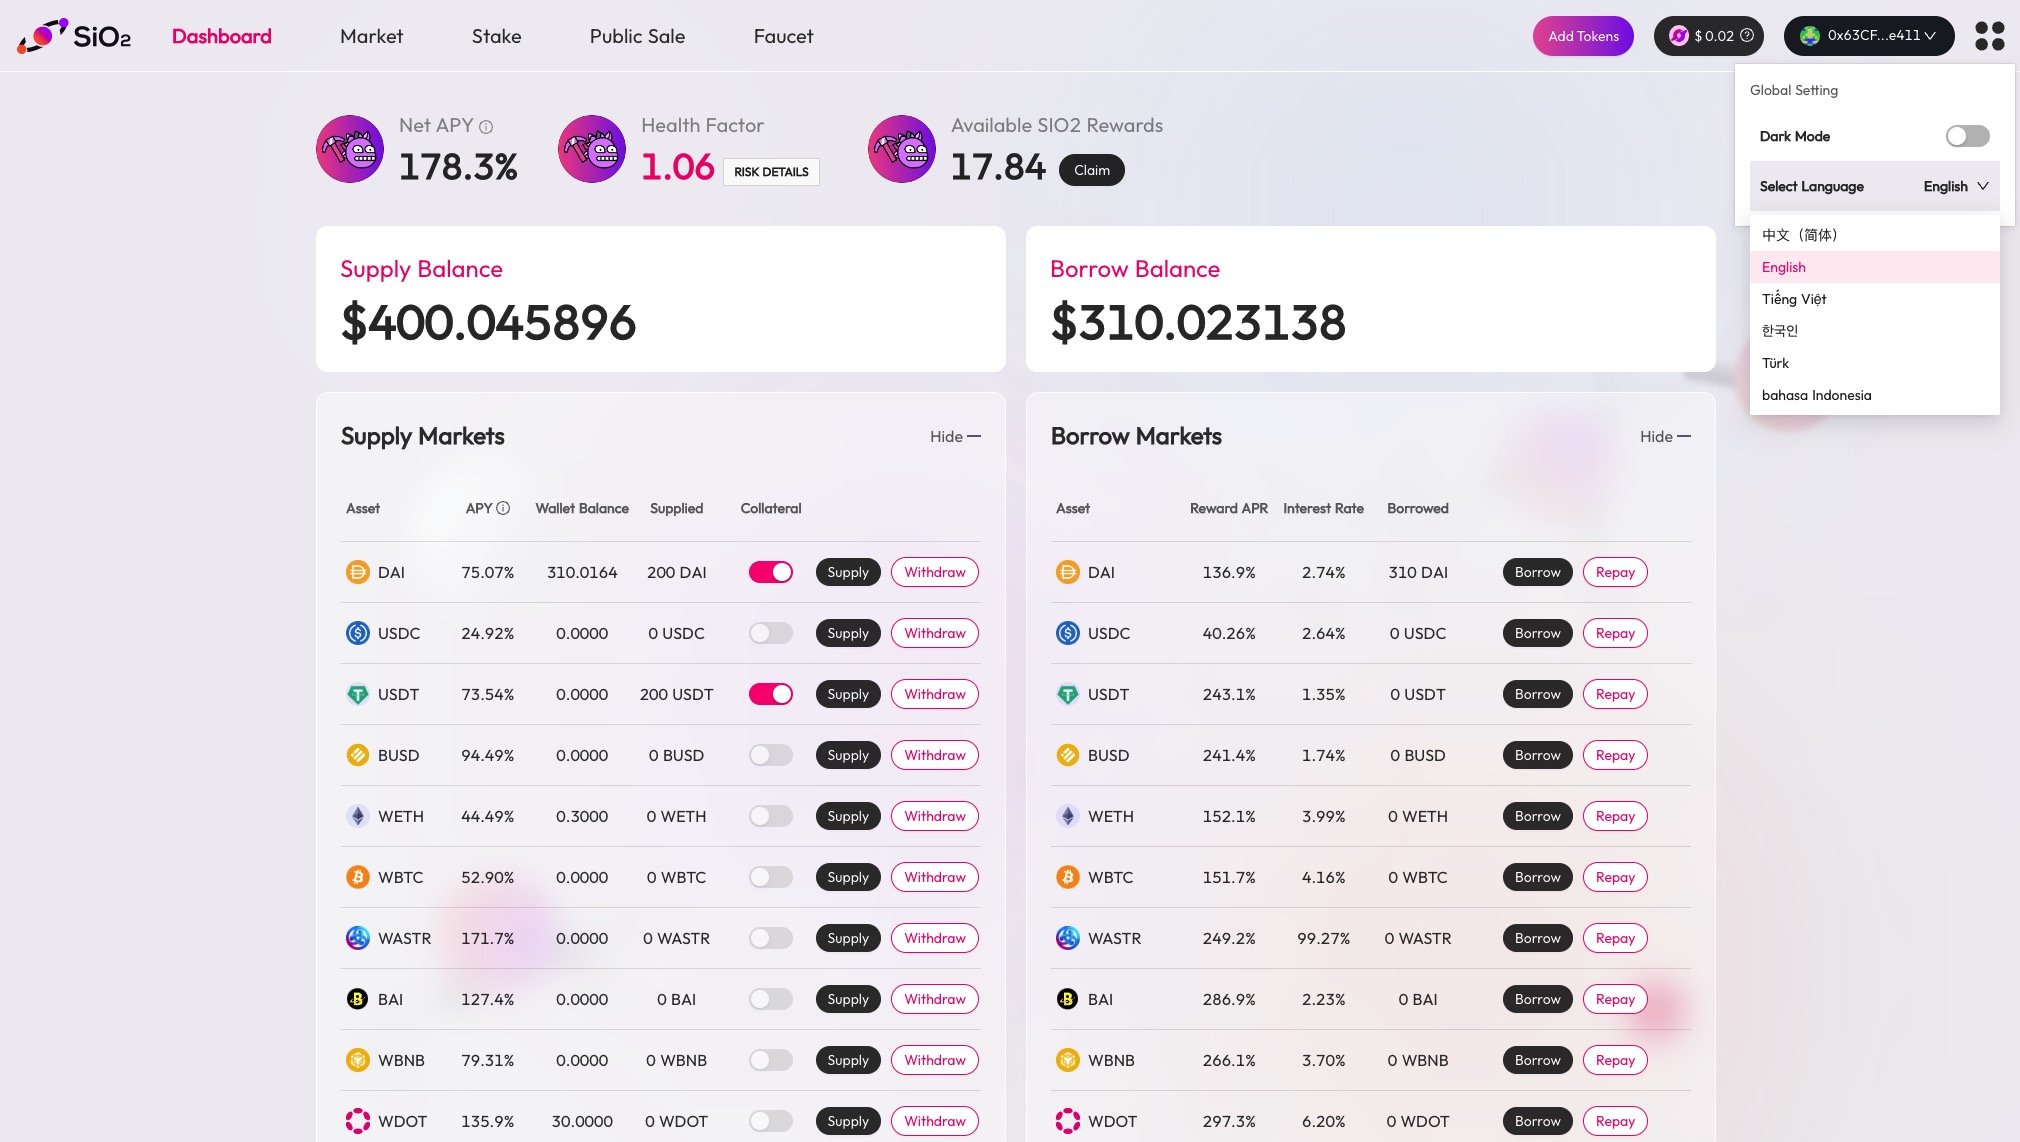 SiO2 Dashboard Market Stake Public Sale Faucet Add Tokens $ 0.02 0x63CF...e411
Global Setting
Dark Mode
Select Language English
中文（简体）
English
Tiếng Việt
한국인
Türk
bahasa Indonesia
Net APY Health Factor Available SIO2 Rewards
178.3% 1.06 RISK DETAILS 17.84 Claim
Supply Balance
$400.045896
Borrow Balance
$310.023138
Supply Markets Hide
Asset APY Wallet Balance Supplied Collateral
DAI 75.07% 310.0164 200 DAI Supply Withdraw
USDC 24.92% 0.0000 0 USDC Supply Withdraw
USDT 73.54% 0.0000 200 USDT Supply Withdraw
BUSD 94.49% 0.0000 0 BUSD Supply Withdraw
WETH 44.49% 0.3000 0 WETH Supply Withdraw
WBTC 52.90% 0.0000 0 WBTC Supply Withdraw
WASTR 171.7% 0.0000 0 WASTR Supply Withdraw
BAI 127.4% 0.0000 0 BAI Supply Withdraw
WBNB 79.31% 0.0000 0 WBNB Supply Withdraw
WDOT 135.9% 30.0000 0 WDOT Supply Withdraw
Borrow Markets Hide
Asset Reward APR Interest Rate Borrowed
DAI 136.9% 2.74% 310 DAI Borrow Repay
USDC 40.26% 2.64% 0 USDC Borrow Repay
USDT 243.1% 1.35% 0 USDT Borrow Repay
BUSD 241.4% 1.74% 0 BUSD Borrow Repay
WETH 152.1% 3.99% 0 WETH Borrow Repay
WBTC 151.7% 4.16% 0 WBTC Borrow Repay
WASTR 249.2% 99.27% 0 WASTR Borrow Repay
BAI 286.9% 2.23% 0 BAI Borrow Repay
WBNB 266.1% 3.70% 0 WBNB Borrow Repay
WDOT 297.3% 6.20% 0 WDOT Borrow Repay